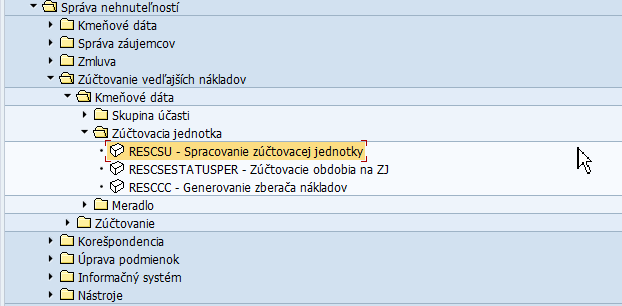 Správa nehnuteľností
Kmeňové dáta
Správa záujemcov
Zmluva
Zúčtovanie vedľajších nákladov
Kmeňové dáta
Skupina účasti
Zúčtovacia jednotka
RESCSU - Spracovanie zúčtovacej jednotky
RESCSESTATUSPER - Zúčtovacie obdobia na ZJ
RESCCC - Generovanie zberača nákladov
Meradlo
Zúčtovanie
Korešpondencia
Úprava podmienok
Informačný systém
Nástroje